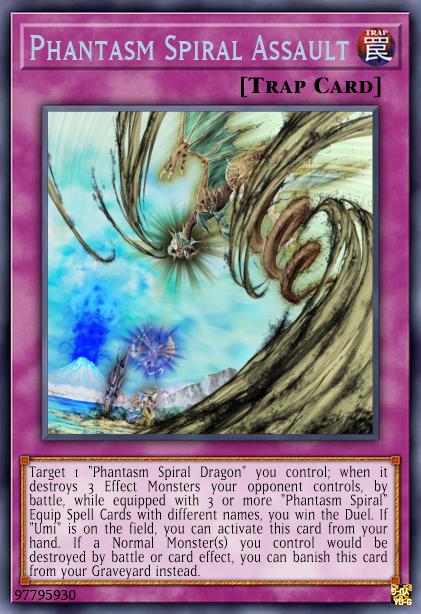 Phantasm Spiral Assault
TRAP
罠
[Trap Card]
Target 1 "Phantasm Spiral Dragon" you control; when it
destroys 3 Effect Monsters your opponent controls, by
battle, while equipped with 3 or more "Phantasm Spiral"
Equip Spell Cards with different names, you win the Duel. If
"Umi" is on the field, you can activate this card from your
hand. If a Normal Monster(s) you control would be
destroyed by battle or card effect, you can banish this card
from your Graveyard instead.
97795930